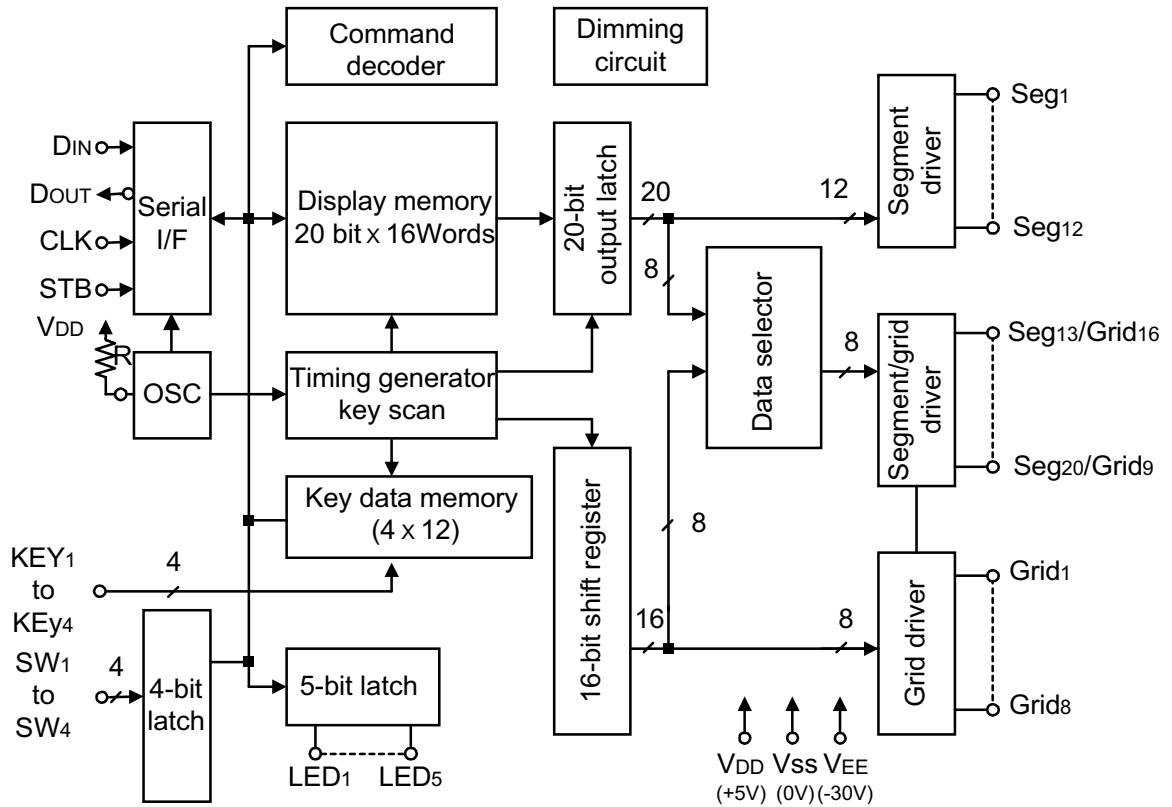 Command
decoder
Dimming
circuit
DIN
DOUT
CLK
STB
VDD
R
Serial
I/F
OSC
Display memory
20 bit x 16Words
Timing generator
key scan
Key data memory
(4 x 12)
20-bit
output latch
16-bit shift register
20
12
8
8
8
16
8
Data selector
Segment
driver
Segment/grid
driver
Grid driver
Seg1
Seg12
Seg13/Grid16
Seg20/Grid9
Grid1
Grid8
KEY1
to
KEy4
4
SW1
to
SW4
4
4-bit
latch
5-bit latch
LED1 LED5
VDD Vss VEE
(+5V) (0V) (-30V)